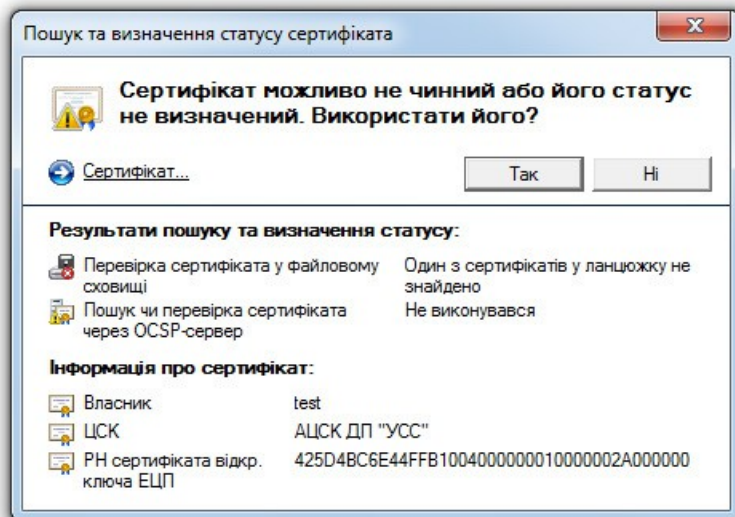 Пошук та визначення статусу сертифіката
Сертифікат можливо не чинний або його статус
не визначений. Використати його?
Сертифікат...
Так
Ні
Результати пошуку та визначення статусу:
Перевірка сертифіката у файловому
сховищі
Один з сертифікатів у ланцюжку не
знайдено
Пошук чи перевірка сертифіката
через OCSP-сервер
Не виконувався
Інформація про сертифікат:
Власник test
ЦСК АЦСК ДП "УСС"
РН сертифіката відкр. 425D4BC6E44FFB1004000000010000002A000000
ключа ЕЦП